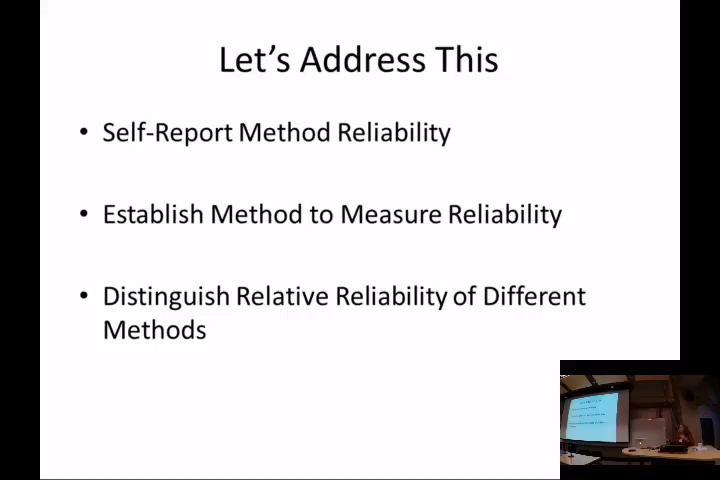 Let's Address This
• Self-Report Method Reliability
• Establish Method to Measure Reliability
• Distinguish Relative Reliability of Different
Methods